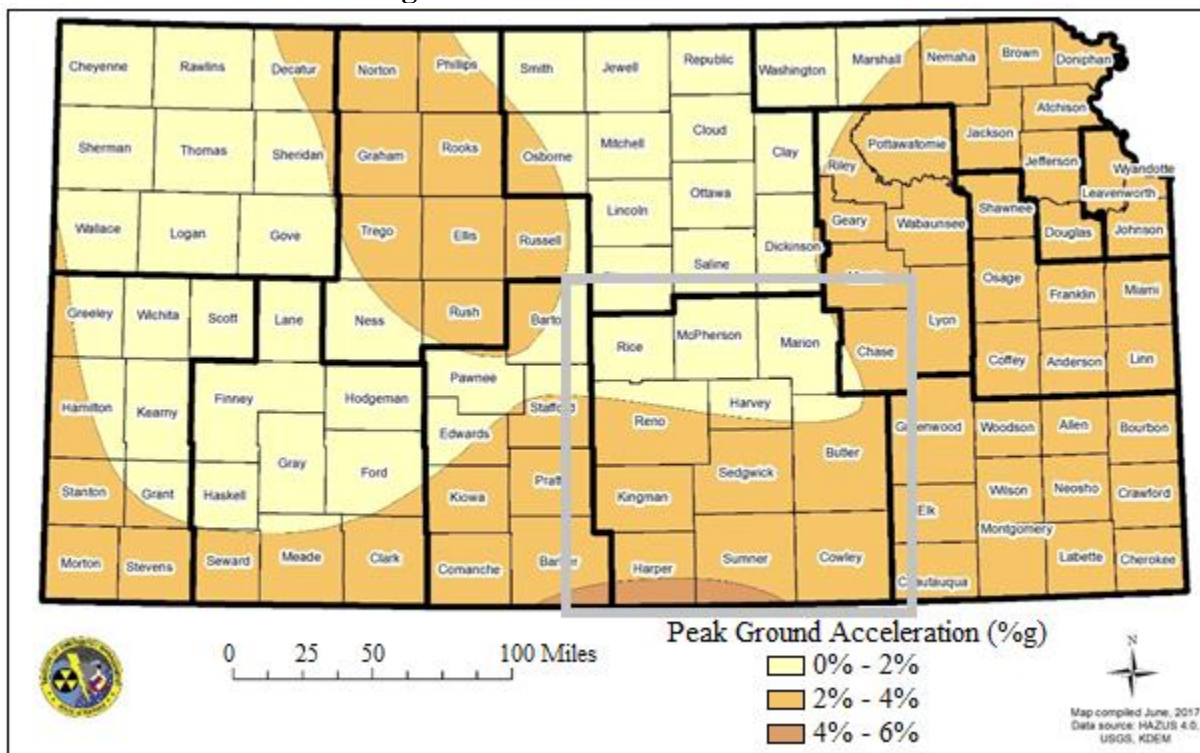 Cheyenne Rawlins Decatur Norton Phillips Smith Jewell Republic Washington Marshall Nemaha Brown Doniphan
Atchison
Sherman Thomas Sheridan Graham Rooks Osborne Mitchell Cloud Clay Riley Pottawatomie Jackson Jefferson Wyandotte
Leavenworth
Wallace Logan Gove Trego Ellis Russell Lincoln Ottawa Dickinson Geary Wabaunsee Shawnee Douglas Johnson
Saline
Greeley Wichita Scott Lane Ness Rush Rice McPherson Marion Chase Lyon Osage Franklin Miami
Coffey Anderson Linn
Pawnee
Hamilton Kearny Finney Hodgeman Edwards Stafford Reno Harvey Butler Greenwood Woodson Allen Bourbon
Stanton Grant Haskell Gray Ford Kiowa Pratt Kingman Sedgwick Elk Wilson Neosho Crawford
Montgomery
Morton Stevens Seward Meade Clark Comanche Harper Sumner Cowley Labette Cherokee
0 25 50 100 Miles
Peak Ground Acceleration (%g)
0% - 2%
2% - 4%
4% - 6%
N
Map compiled June, 2017
Data source: HAZUS 4.0,
USGS, KDEM